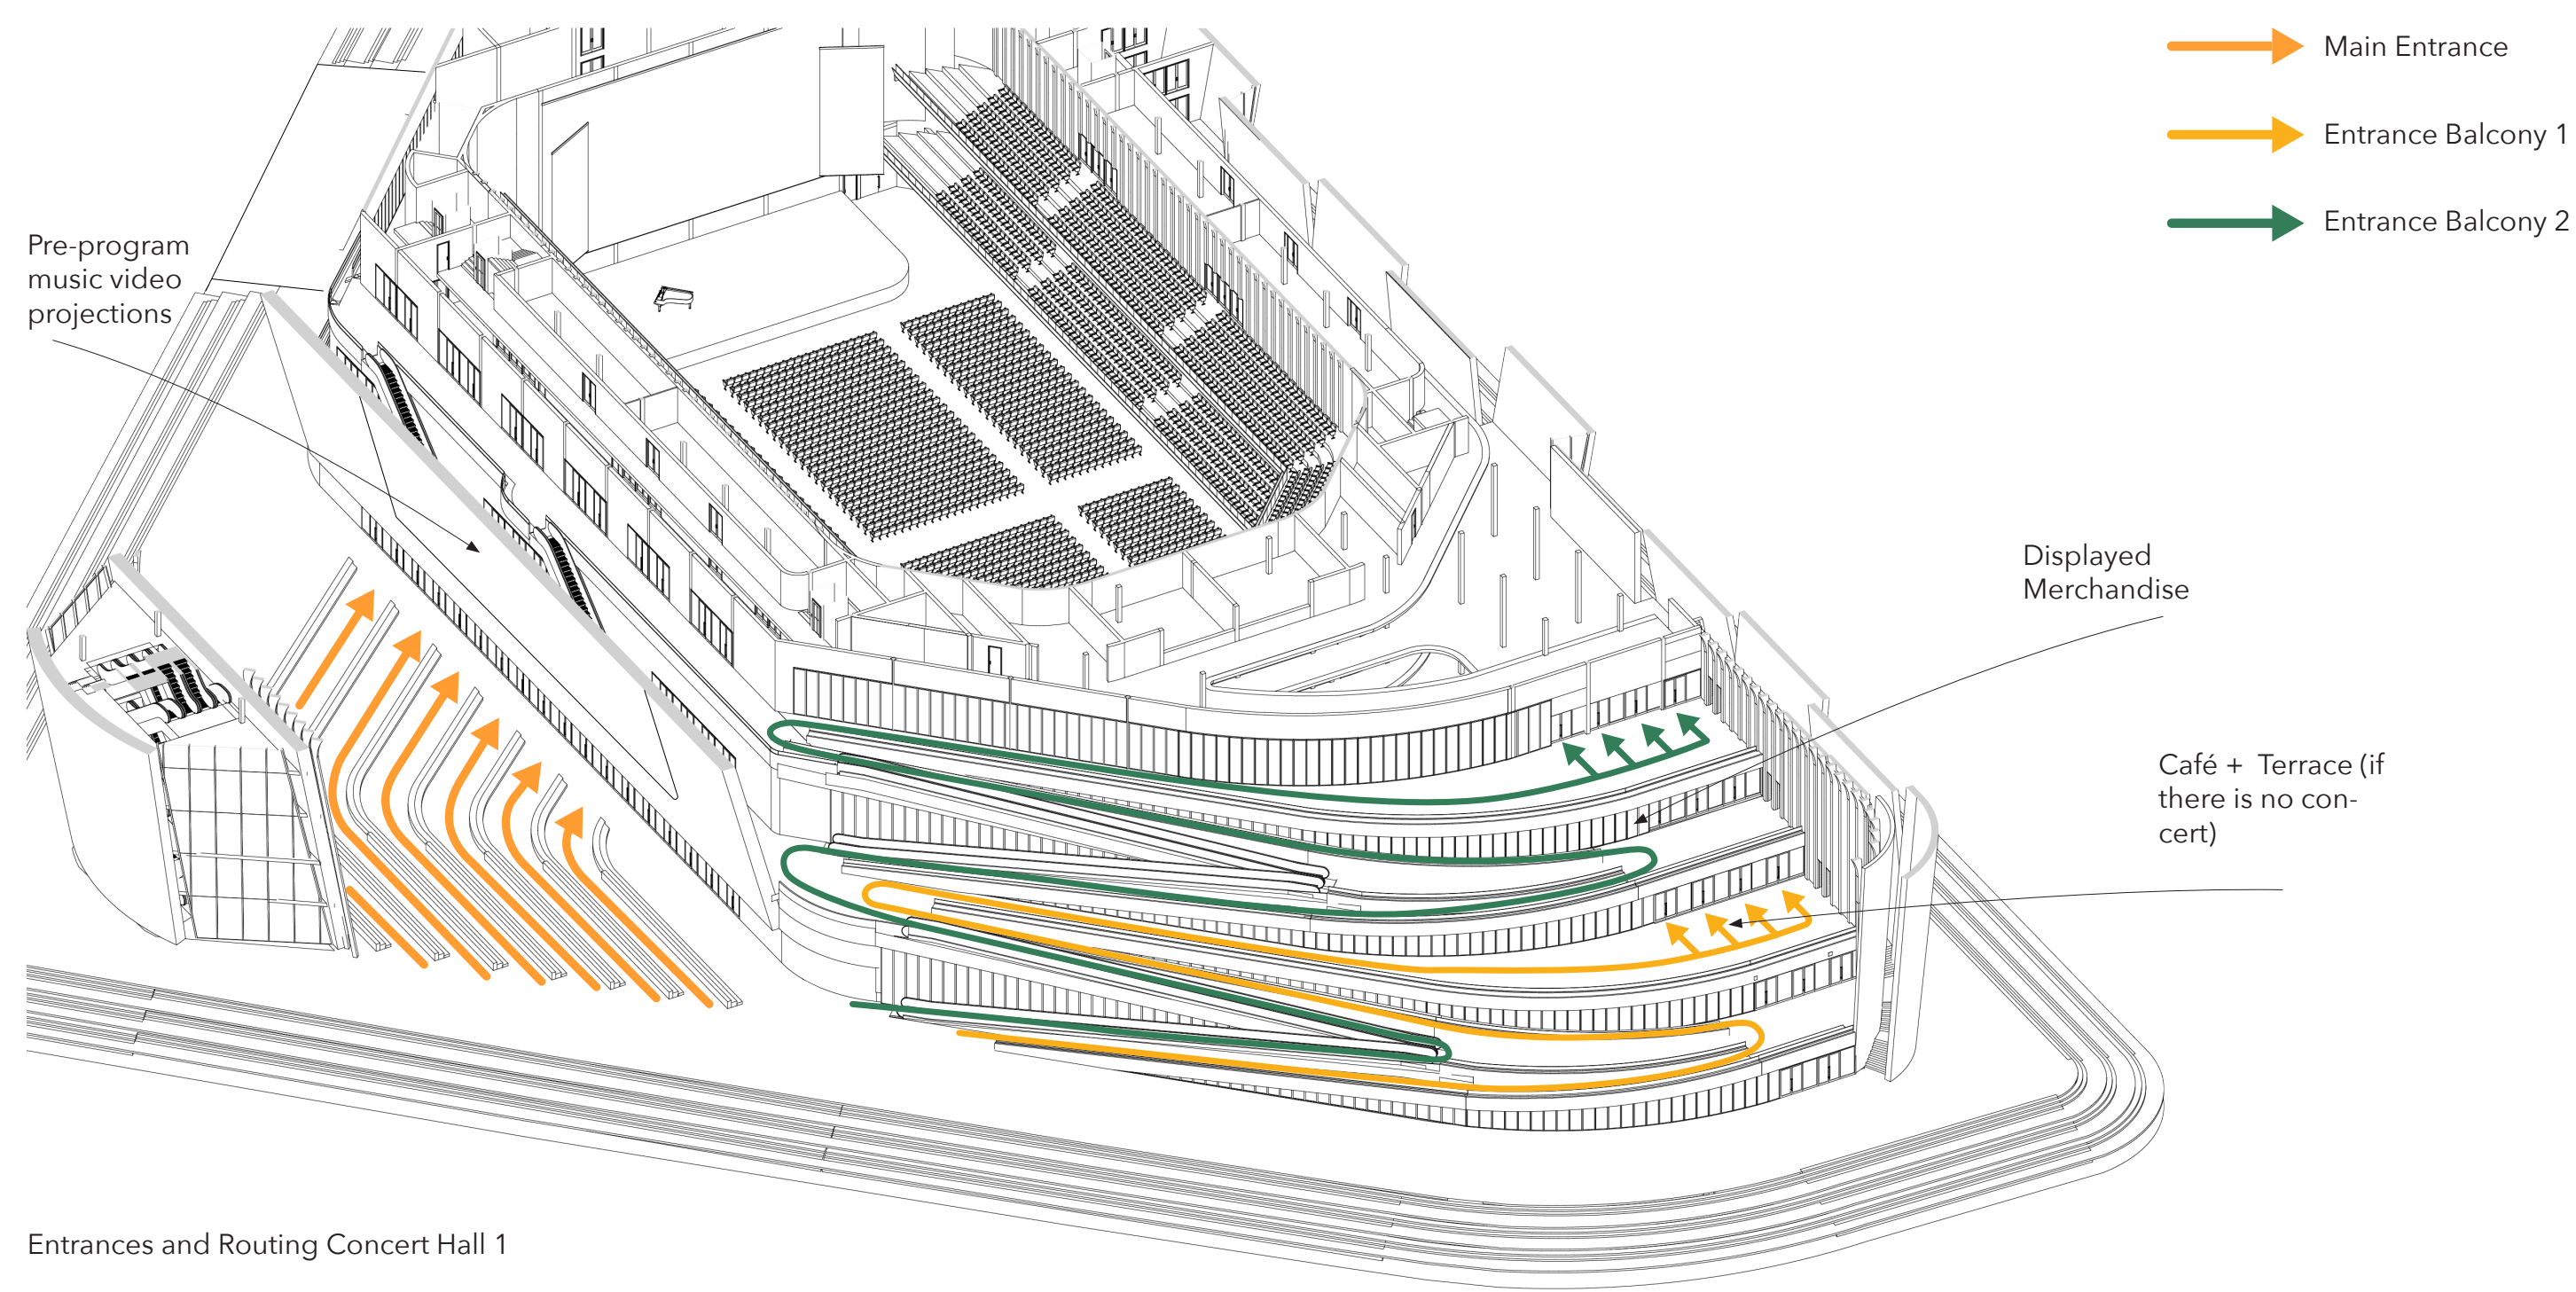 Main Entrance
Entrance Balcony 1
Entrance Balcony 2
Pre-program
music video
projections
Displayed
Merchandise
Café + Terrace (if
there is no con-
cert)
Entrances and Routing Concert Hall 1